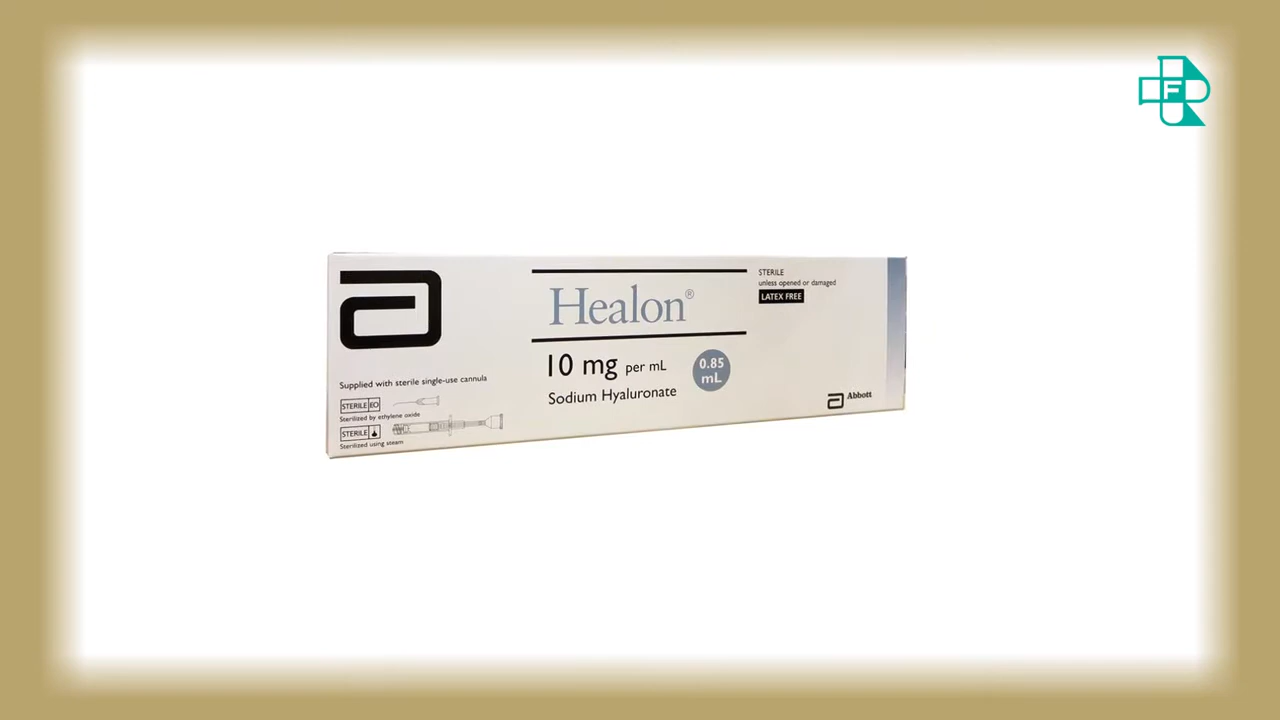 F
Healon®
10 mg per mL
0.85
mL
Sodium Hyaluronate
STERILE
unless opened or damaged
LATEX FREE
Supplied with sterile single-use cannula
STERILE EO
Sterilized by ethylene oxide
STERILE
Sterilized using steam
Abbott